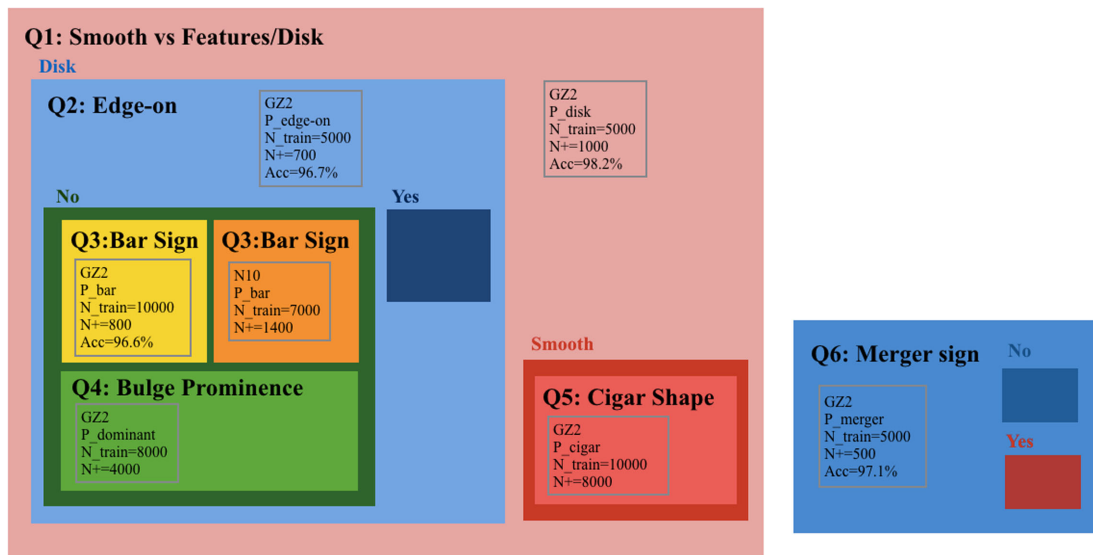 Q1: Smooth vs Features/Disk
Disk
Q2: Edge-on
GZ2
P_edge-on
N_train=5000
N+=700
Acc=96.7%
GZ2
P_disk
N_train=5000
N+=1000
Acc=98.2%
No
Yes
Q3:Bar Sign
GZ2
P_bar
N_train=10000
N+=800
Acc=96.6%
Q3:Bar Sign
N10
P_bar
N_train=7000
N+=1400
Q4: Bulge Prominence
GZ2
P_dominant
N_train=8000
N+=4000
Smooth
Q5: Cigar Shape
GZ2
P_cigar
N_train=10000
N+=8000
Q6: Merger sign
GZ2
P_merger
N_train=5000
N+=500
Acc=97.1%
No
Yes